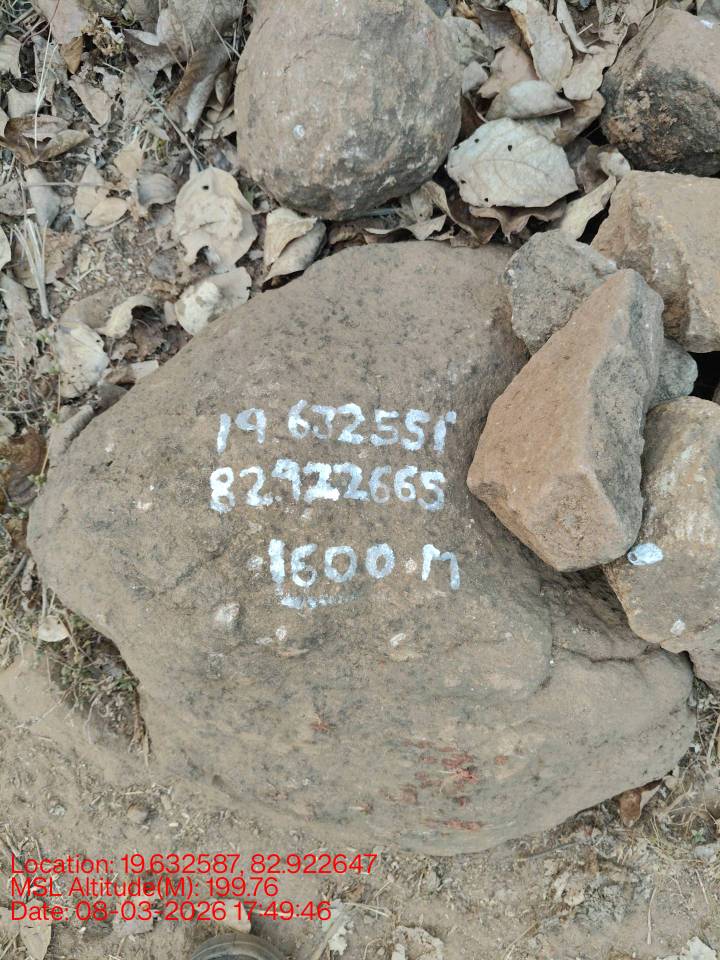 19.632551
82.922665
1600 M
Location: 19.632587, 82.922647
MSL Altitude(M): 199.76
Date: 08-03-2026 17:49:46